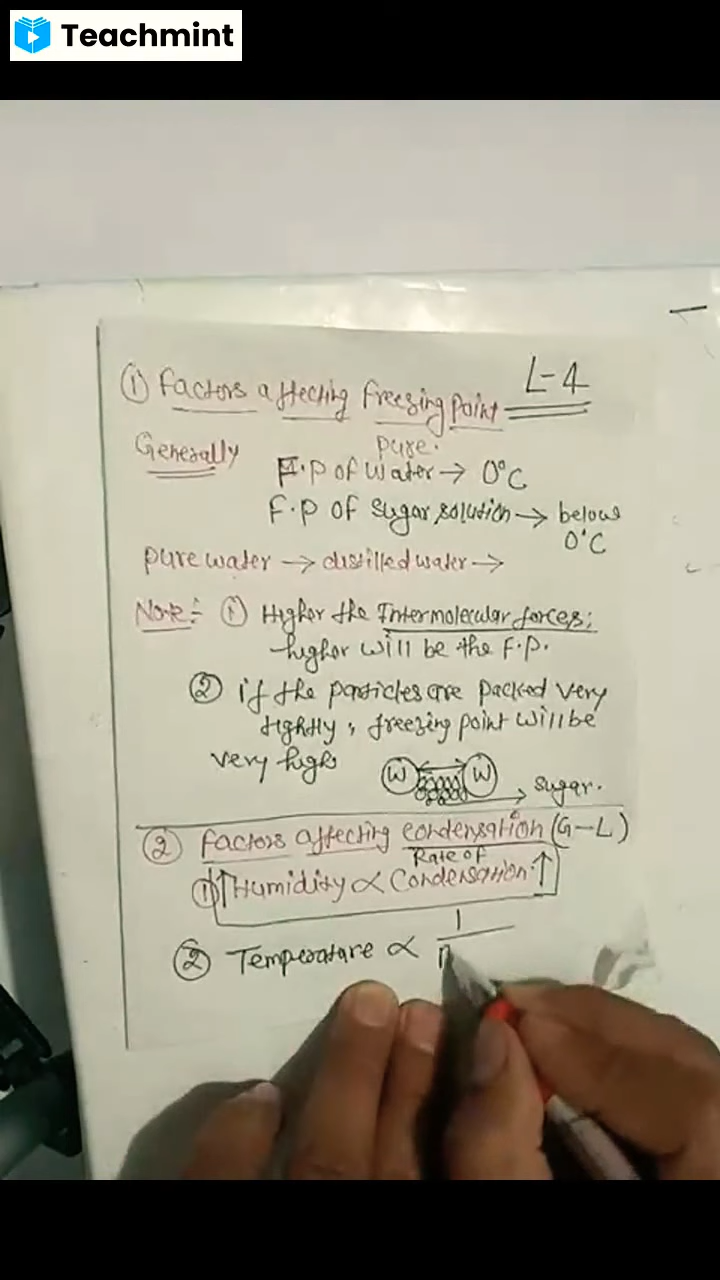 Teachmint
L-4
① Factors affecting Freezing Point
Generally
pure.
F.p of water → 0°C
F.p of sugar solution → below
0°C
pure water → distilled water →
Note:- ① Higher the Intermolecular forces;
higher will be the F.p.
② if the particles are packed very
tightly, freezing point will be
very high
W W
sugar.
② Factors affecting condensation (G-L)
Rate of
① ↑Humidity ∝ Condensation ↑
② Temperature ∝ 1